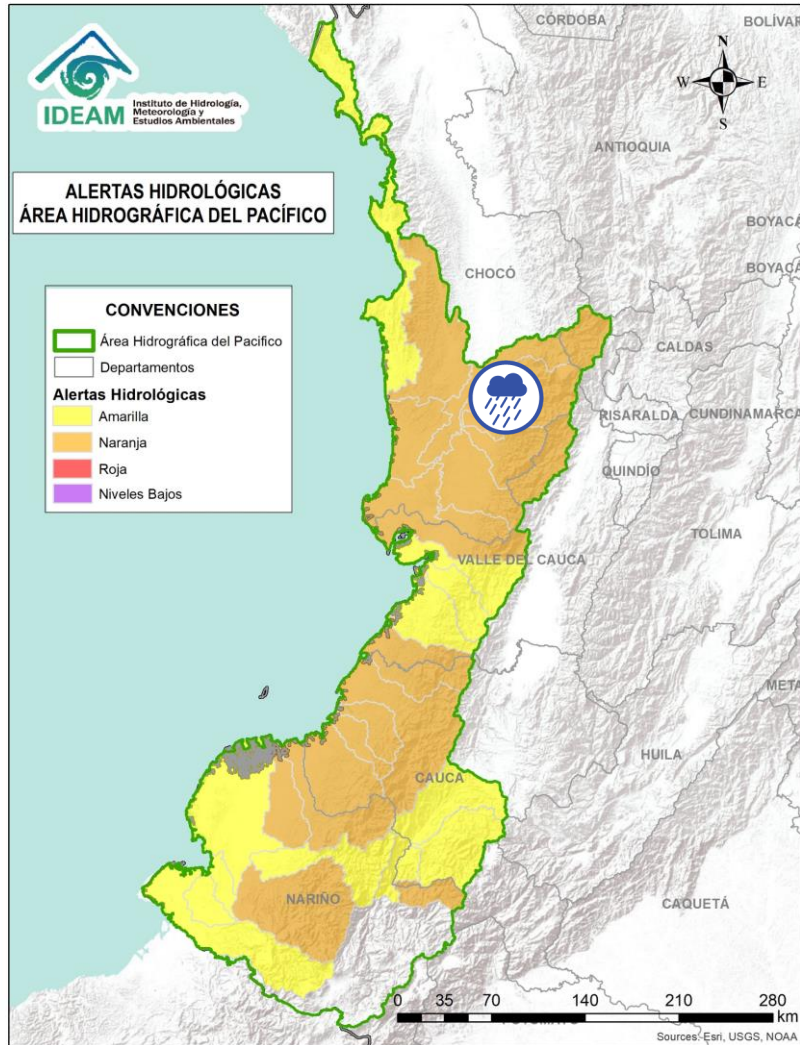 IDEAM
Instituto de Hidrología,
Meteorología y
Estudios Ambientales
ALERTAS HIDROLÓGICAS
ÁREA HIDROGRÁFICA DEL PACÍFICO
CONVENCIONES
Área Hidrográfica del Pacifico
Departamentos
Alertas Hidrológicas
Amarilla
Naranja
Roja
Niveles Bajos
CÓRDOBA
BOLÍVAR
N
W
E
S
ANTIOQUIA
BOYACÁ
CHOCÓ
BOYACÁ
CALDAS
RISARALDA
CUNDINAMARCA
QUINDÍO
TOLIMA
VALLE DEL CAUCA
META
HUILA
CAUCA
NARIÑO
CAQUETÁ
0 35 70 140 210 280
km
Sources: Esri, USGS, NOAA